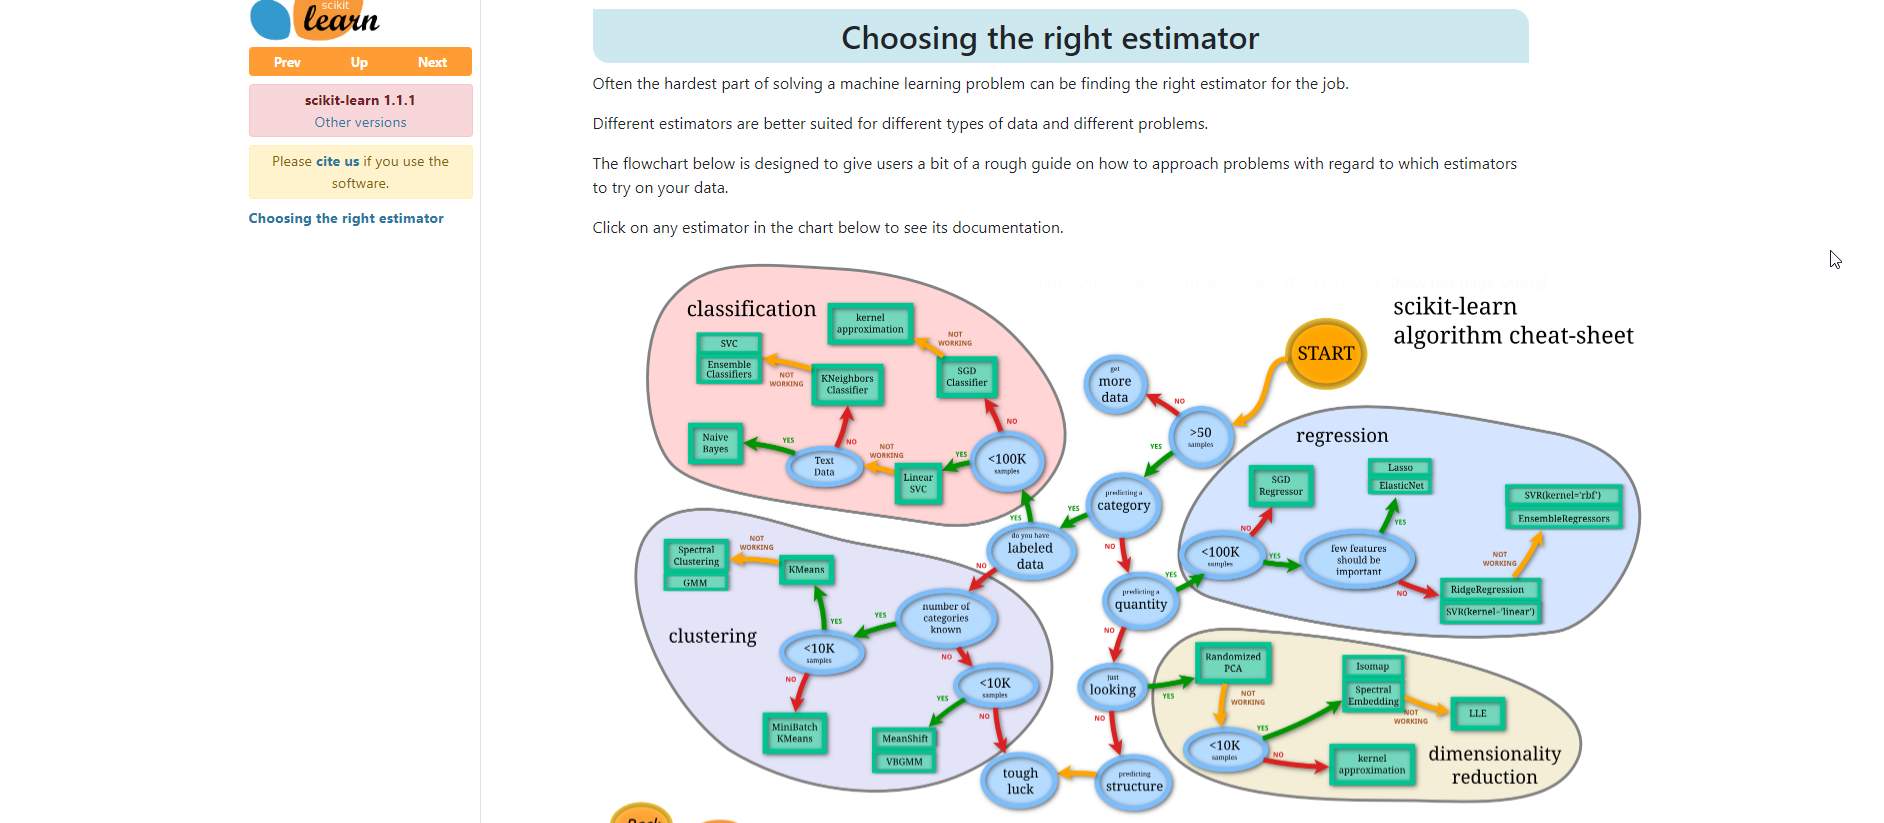 scikit
learn
Prev Up Next
scikit-learn 1.1.1
Other versions
Please cite us if you use the
software.
Choosing the right estimator
Choosing the right estimator
Often the hardest part of solving a machine learning problem can be finding the right estimator for the job.
Different estimators are better suited for different types of data and different problems.
The flowchart below is designed to give users a bit of a rough guide on how to approach problems with regard to which estimators
to try on your data.
Click on any estimator in the chart below to see its documentation.
scikit-learn
algorithm cheat-sheet
START
get
more
data
NO
>50
samples
YES
predicting a
category
YES
NO
do you have
labeled
data
YES
NO
predicting a
quantity
YES
NO
just
looking
YES
NO
predicting
structure
tough
luck
classification
kernel
approximation
NOT
WORKING
SVC
Ensemble
Classifiers
NOT
WORKING
KNeighbors
Classifier
SGD
Classifier
NO
Naive
Bayes
YES
NO
Text
Data
NOT
WORKING
Linear
SVC
YES
<100K
samples
regression
SGD
Regressor
Lasso
ElasticNet
SVR(kernel='rbf')
EnsembleRegressors
NO
<100K
samples
YES
few features
should be
important
YES
NO
NOT
WORKING
RidgeRegression
SVR(kernel='linear')
clustering
Spectral
Clustering
GMM
NOT
WORKING
KMeans
YES
number of
categories
known
YES
NO
<10K
samples
NO
MiniBatch
KMeans
<10K
samples
YES
NO
MeanShift
VBGMM
dimensionality
reduction
Randomized
PCA
NOT
WORKING
<10K
samples
YES
NO
Isomap
Spectral
Embedding
NOT
WORKING
LLE
kernel
approximation